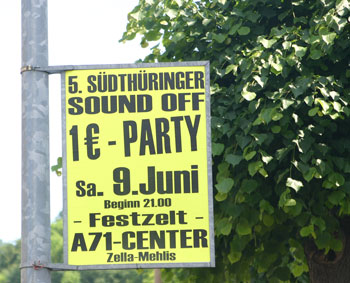 5. SÜDTHÜRINGER
SOUND OFF
1€ - PARTY
Sa. 9. Juni
Beginn 21.00
- Festzelt -
A71-CENTER
Zella-Mehlis